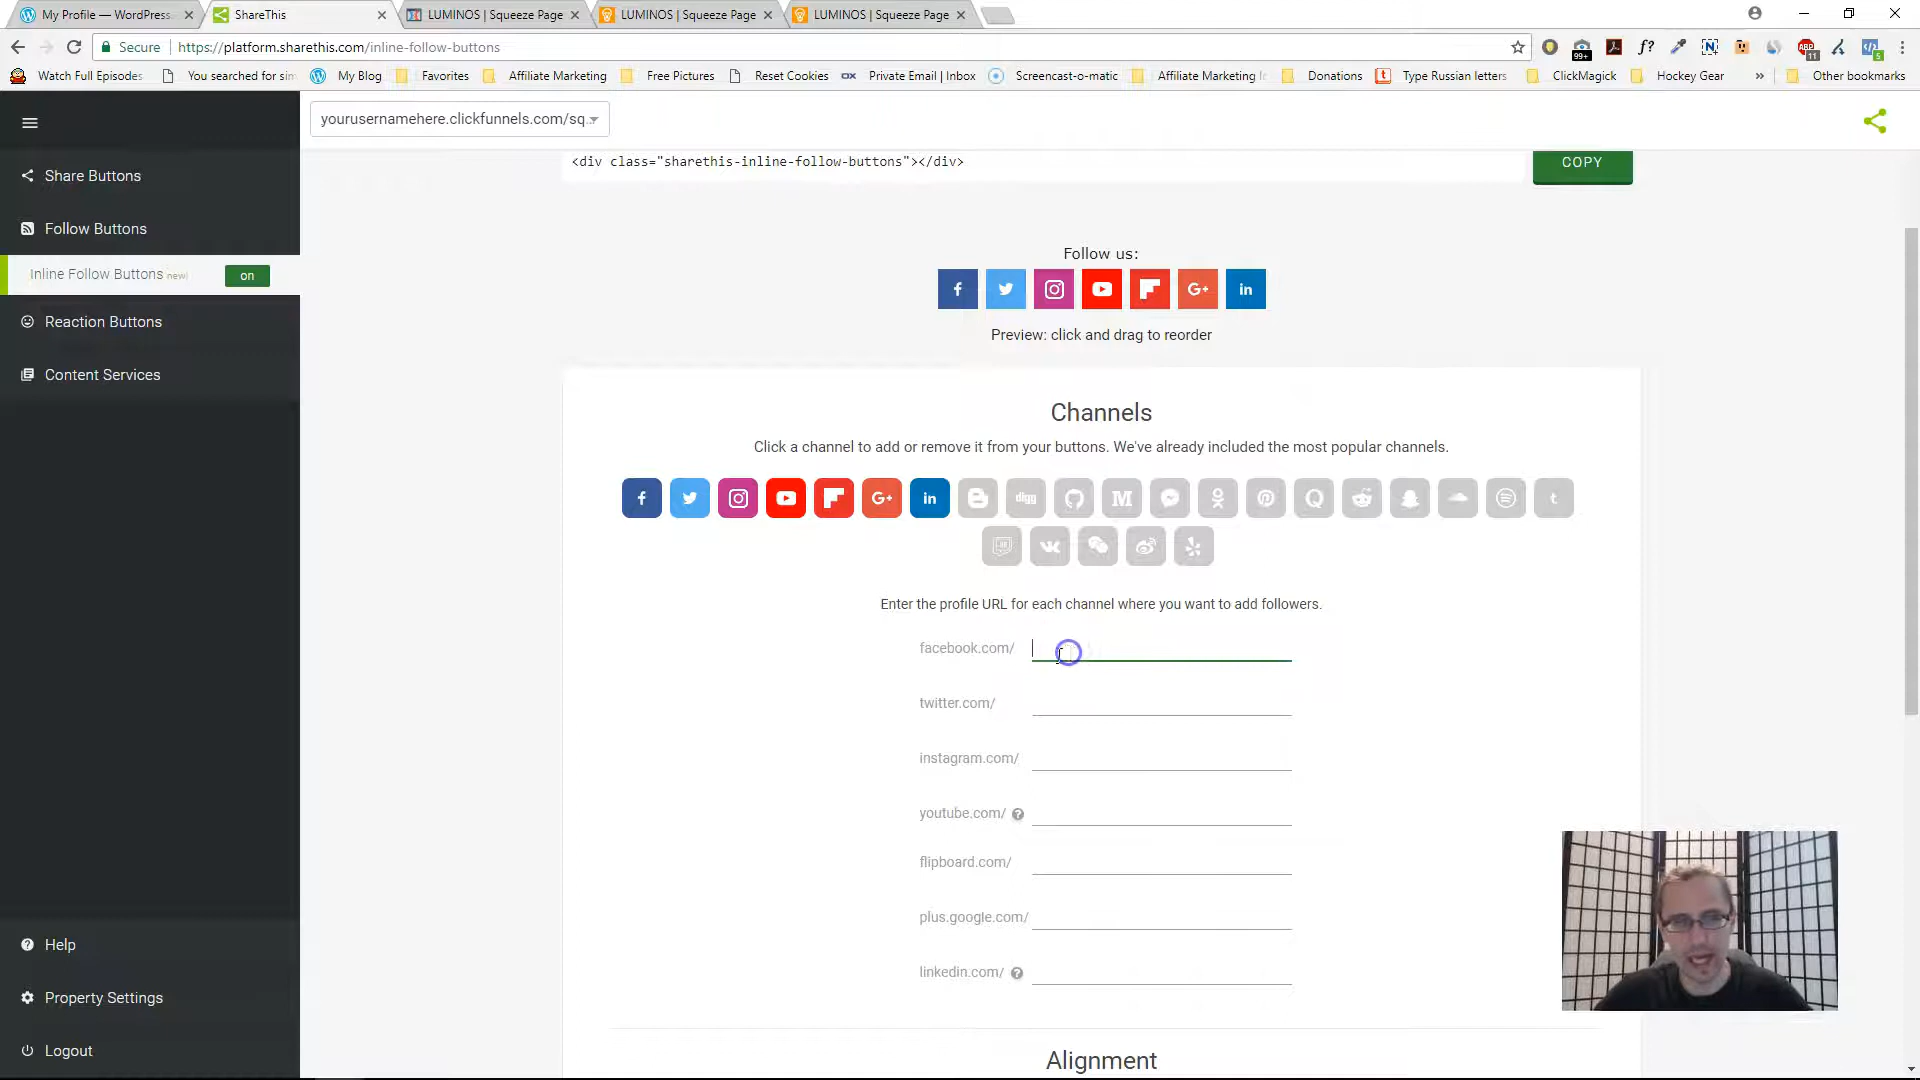 My Profile — WordPress
ShareThis
LUMINOS | Squeeze Page
LUMINOS | Squeeze Page
LUMINOS | Squeeze Page
Secure
https://platform.sharethis.com/inline-follow-buttons
f?
99+
ABP
11
5
Watch Full Episodes
You searched for sim
My Blog
Favorites
Affiliate Marketing
Free Pictures
Reset Cookies
OX
Private Email | Inbox
Screencast-o-matic
Affiliate Marketing
Donations
Type Russian letters
ClickMagick
Hockey Gear
»
Other bookmarks
yourusernamehere.clickfunnels.com/sq...
<div class="sharethis-inline-follow-buttons"></div>
COPY
Share Buttons
Follow Buttons
Inline Follow Buttons new!
on
Reaction Buttons
Content Services
Follow us:
Preview: click and drag to reorder
Channels
Click a channel to add or remove it from your buttons. We've already included the most popular channels.
digg
Enter the profile URL for each channel where you want to add followers.
facebook.com/
twitter.com/
instagram.com/
youtube.com/
flipboard.com/
plus.google.com/
linkedin.com/
Help
Property Settings
Logout
Alignment